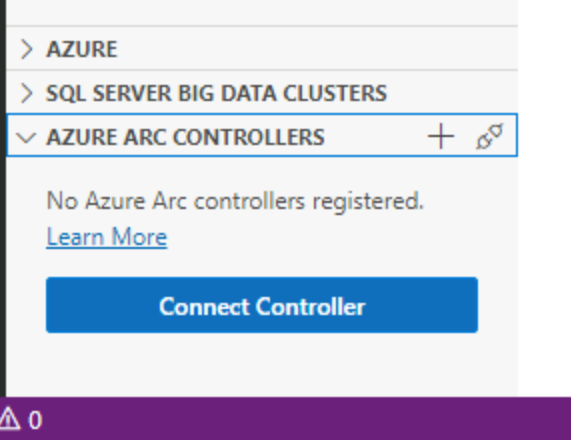 AZURE
SQL SERVER BIG DATA CLUSTERS
AZURE ARC CONTROLLERS
No Azure Arc controllers registered.
Learn More
Connect Controller
0